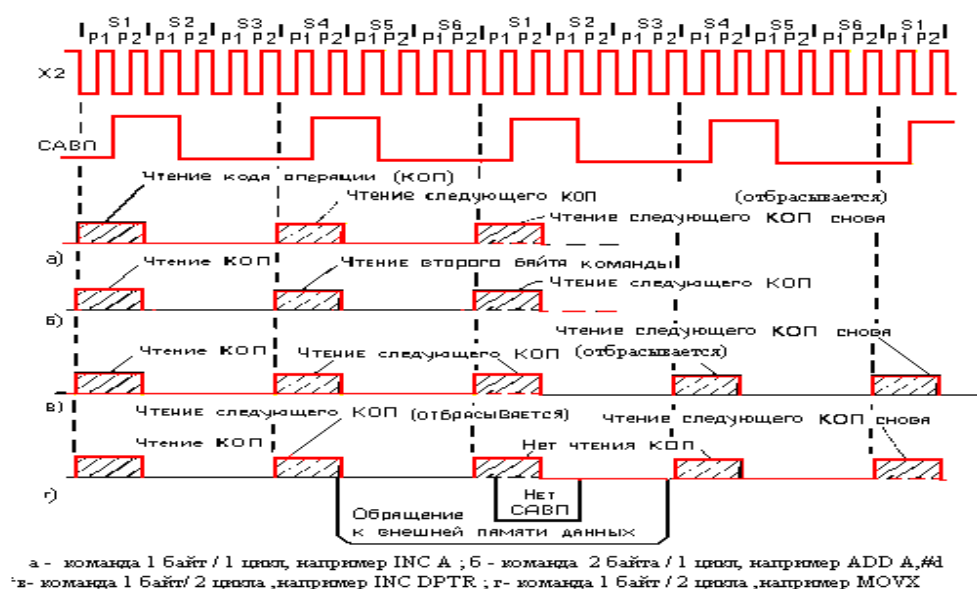 S1 S2 S3 S4 S5 S6 S1 S2 S3 S4 S5 S6 S1
P1 P2 P1 P2 P1 P2 P1 P2 P1 P2 P1 P2 P1 P2 P1 P2 P1 P2 P1 P2 P1 P2 P1 P2 P1 P2
X2
САВП
Чтение кода операции (КОП)
Чтение следующего КОП
(отбрасывается)
Чтение следующего КОП снова
а)
Чтение КОП
Чтение второго байта команды
Чтение следующего КОП
б)
Чтение следующего КОП снова
Чтение КОП
Чтение следующего КОП (отбрасывается)
в)
Чтение следующего КОП (отбрасывается)
Чтение следующего КОП снова
Чтение КОП
Нет чтения КОП
г)
Нет
САВП
Обращение
к внешней памяти данных
а - команда 1 байт / 1 цикл, например INC A ; б - команда 2 байта / 1 цикл, например ADD A,#d
в- команда 1 байт/ 2 цикла ,например INC DPTR ; г- команда 1 байт / 2 цикла ,например MOVX